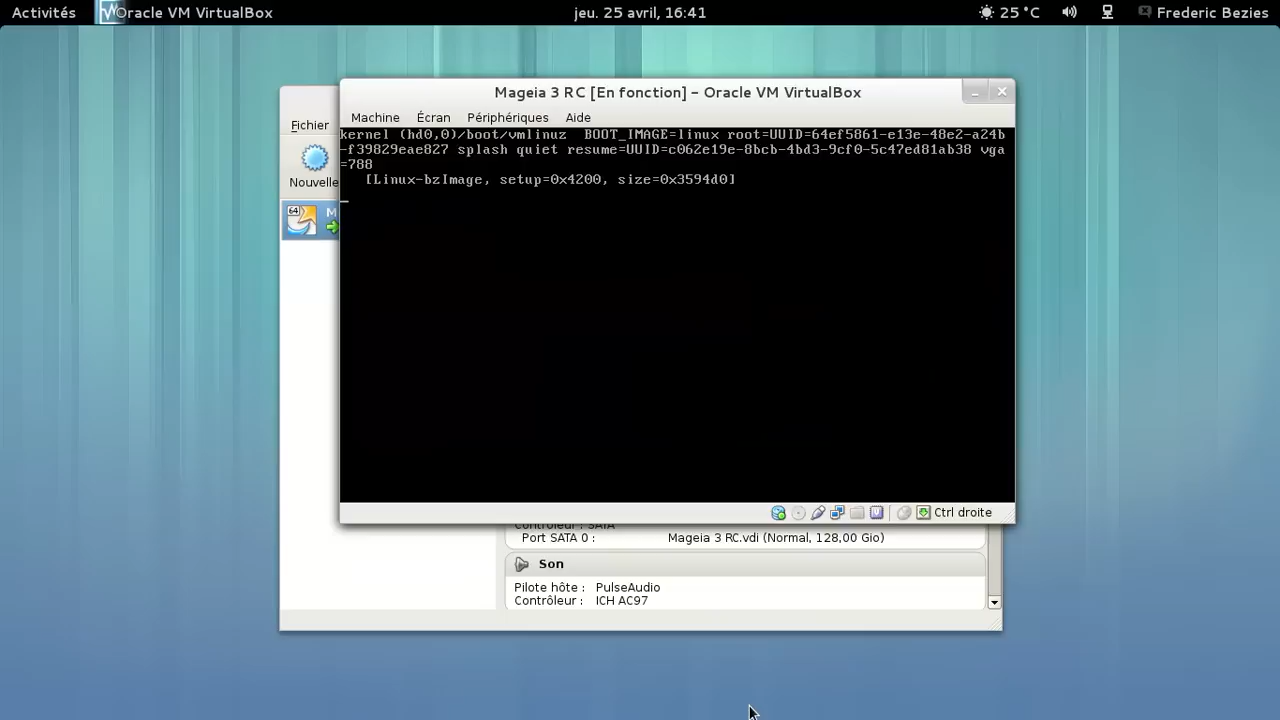 Activités
Oracle VM VirtualBox
jeu. 25 avril, 16:41
25 °C
Frederic Bezies
Mageia 3 RC [En fonction] – Oracle VM VirtualBox
Fichier
Machine
Écran
Périphériques
Aide
kernel (hd0,0)/boot/vmlinuz  BOOT_IMAGE=linux root=UUID=64ef5861-e13e-48e2-a24b
-f39829eae827 splash quiet resume=UUID=c062e19e-8bcb-4bd3-9cf0-5c47ed81ab38 vga
=788
[Linux-bzImage, setup=0x4200, size=0x3594d0]
Nouvelle
64
M
Ctrl droite
Contrôleur : SATA
Port SATA 0 : Mageia 3 RC.vdi (Normal, 128,00 Gio)
Son
Pilote hôte : PulseAudio
Contrôleur : ICH AC97